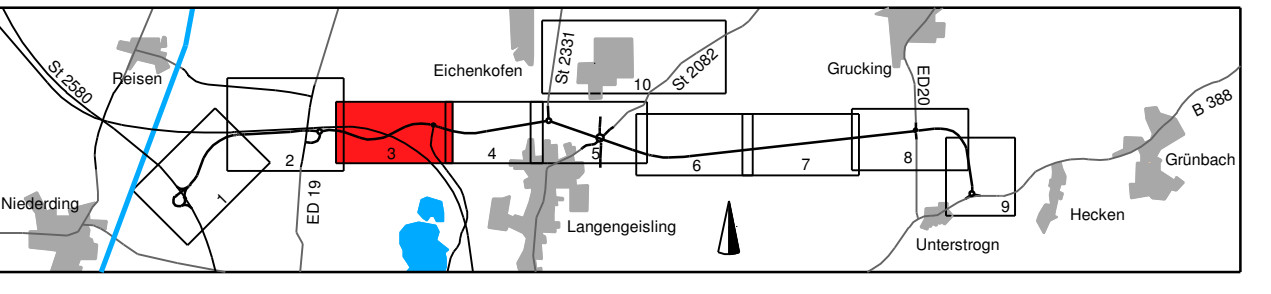 St 2580
Reisen
Eichenkofen
St 2331
St 2082
10
Grucking
ED20
B 388
Grünbach
Niederding
1
2
ED 19
3
4
5
6
7
8
9
Langengeisling
Unterstrogn
Hecken